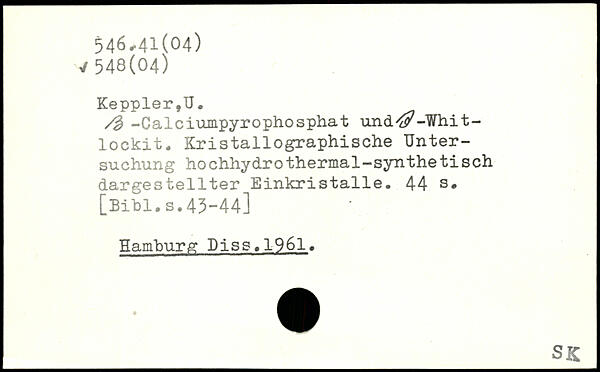 546.41(04)
✓ 548(04)
Keppler,U.
β-Calciumpyrophosphat und -Whit-
lockit. Kristallographische Unter-
suchung hochhydrothermal-synthetisch
dargestellter Einkristalle. 44 s.
[Bibl.s.43-44]
Hamburg Diss.1961.
SK